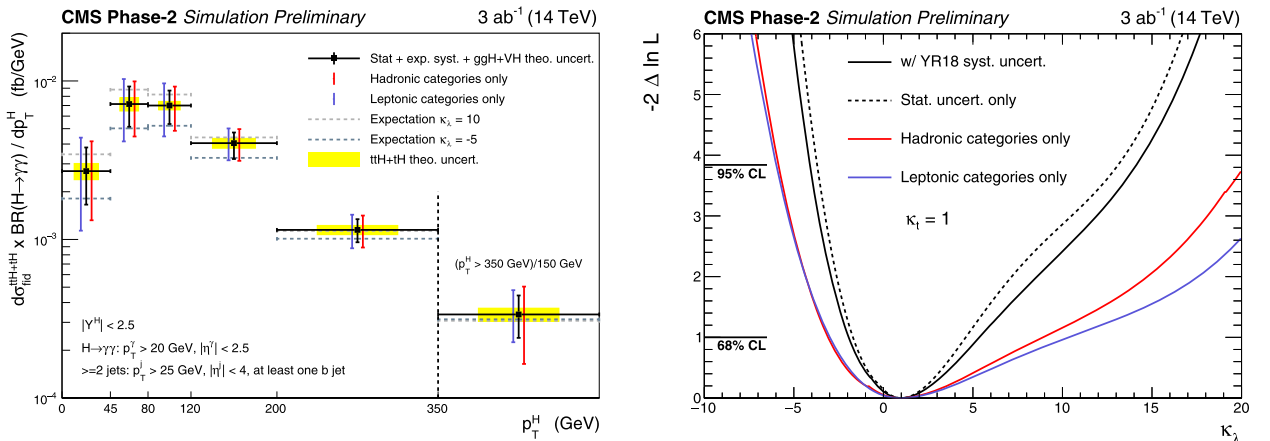 CMS Phase-2 Simulation Preliminary 3 ab⁻¹ (14 TeV)
dσ_fid^ttH+tH x BR(H→γγ) / dp_T^H (fb/GeV)
10⁻²
10⁻³
10⁻⁴
Stat + exp. syst. + ggH+VH theo. uncert.
Hadronic categories only
Leptonic categories only
Expectation κ_λ = 10
Expectation κ_λ = -5
ttH+tH theo. uncert.
(p_T^H > 350 GeV)/150 GeV
|Y^H| < 2.5
H→γγ: p_T^γ > 20 GeV, |η^γ| < 2.5
>=2 jets: p_T^j > 25 GeV, |η^j| < 4, at least one b jet
0 45 80 120 200 350
p_T^H (GeV)
CMS Phase-2 Simulation Preliminary 3 ab⁻¹ (14 TeV)
-2 Δ ln L
6
5
4
3
2
1
0
w/ YR18 syst. uncert.
Stat. uncert. only
Hadronic categories only
Leptonic categories only
κ_t = 1
95% CL
68% CL
−10 −5 0 5 10 15 20
κ_λ